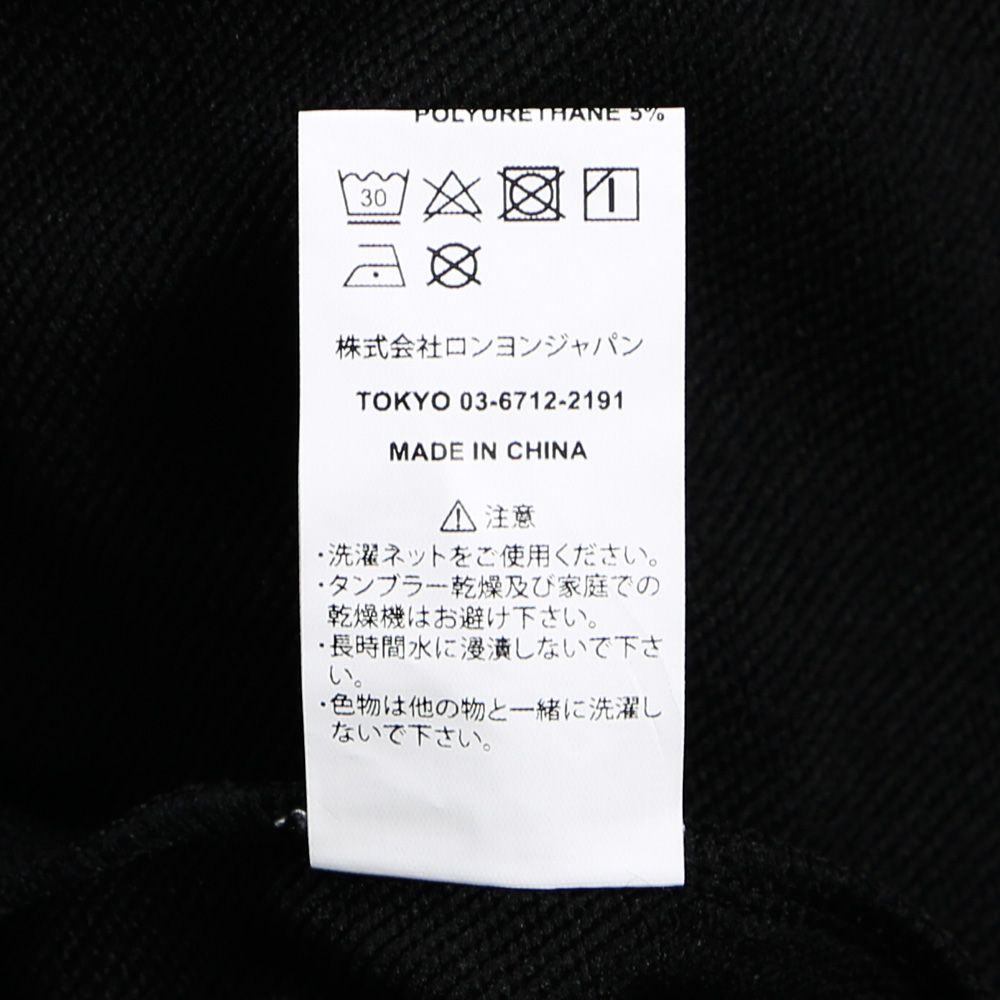 POLYURETHANE 5%
30
株式会社ロンヨンジャパン
TOKYO 03-6712-2191
MADE IN CHINA
注意
・洗濯ネットをご使用ください。
・タンブラー乾燥及び家庭での
乾燥機はお避け下さい。
・長時間水に浸漬しないで下さ
い。
・色物は他の物と一緒に洗濯し
ないで下さい。